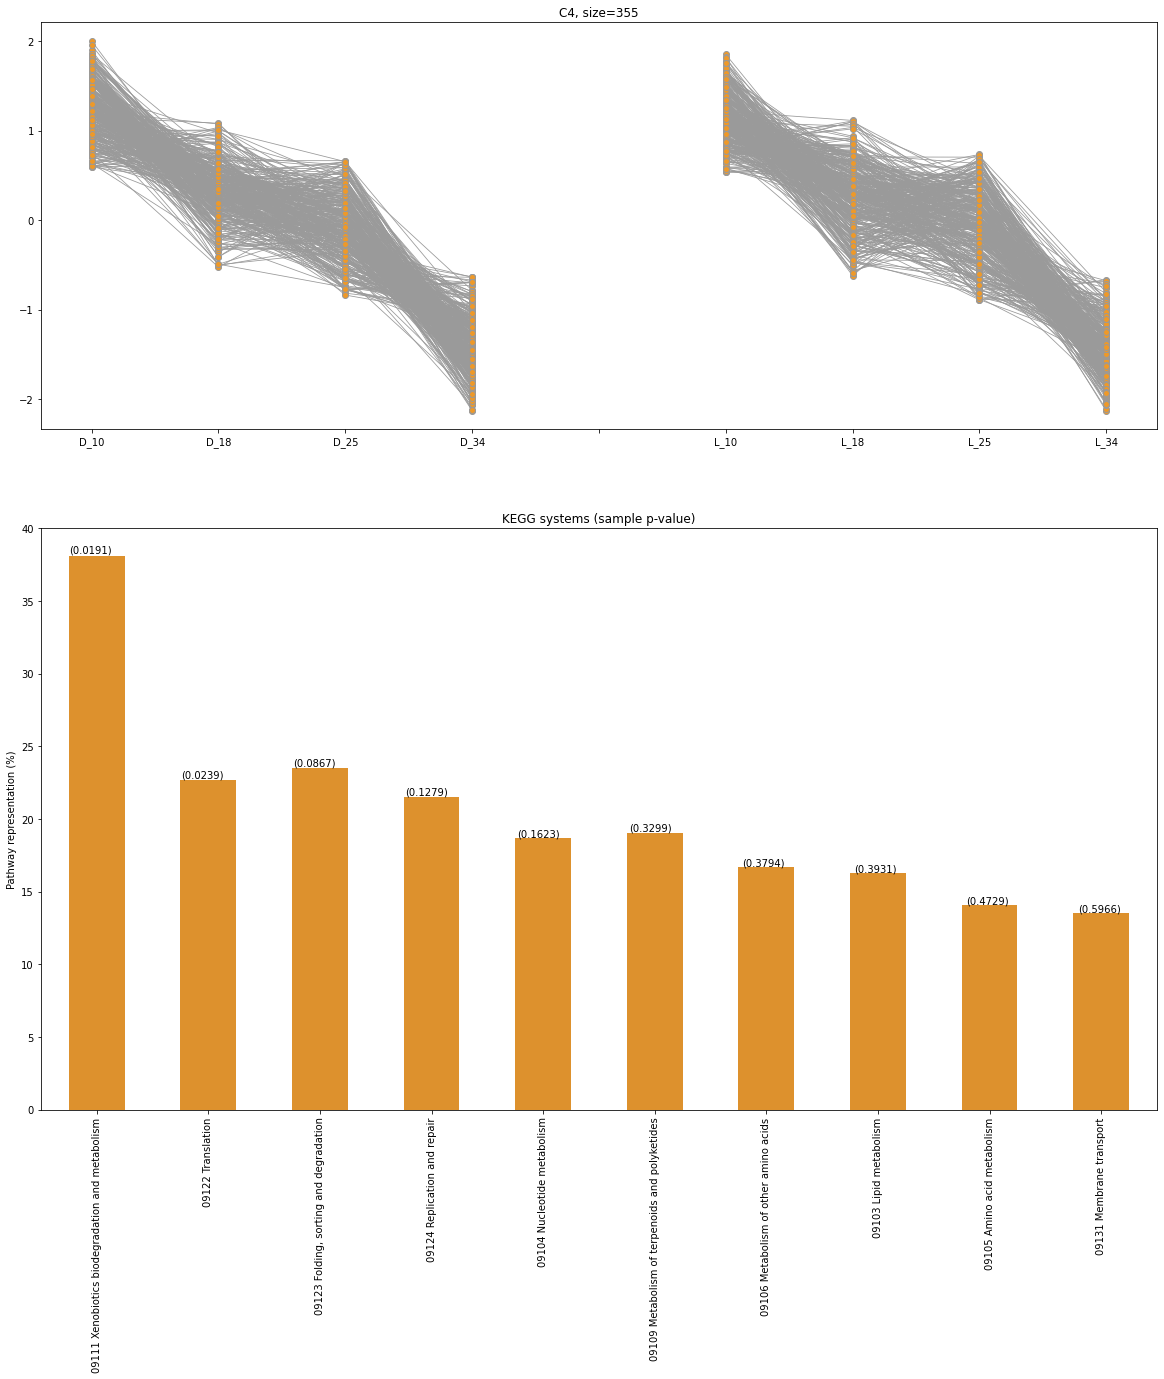 C4, size=355
2
1
0
−1
−2
D_10 D_18 D_25 D_34 L_10 L_18 L_25 L_34
KEGG systems (sample p-value)
Pathway representation (%)
40
35
30
25
20
15
10
5
0
(0.0191)
(0.0239)
(0.0867)
(0.1279)
(0.1623)
(0.3299)
(0.3794)
(0.3931)
(0.4729)
(0.5966)
09111 Xenobiotics biodegradation and metabolism
09122 Translation
09123 Folding, sorting and degradation
09124 Replication and repair
09104 Nucleotide metabolism
09109 Metabolism of terpenoids and polyketides
09106 Metabolism of other amino acids
09103 Lipid metabolism
09105 Amino acid metabolism
09131 Membrane transport